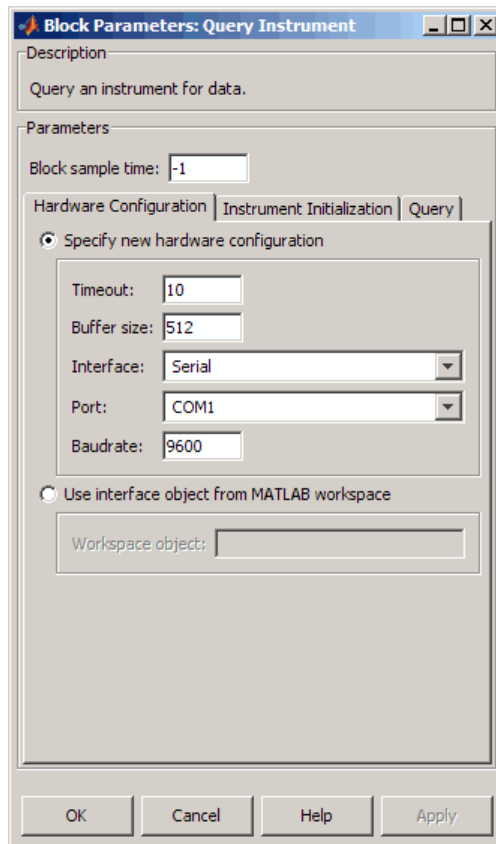 Block Parameters: Query Instrument
Description
Query an instrument for data.
Parameters
Block sample time: -1
Hardware Configuration Instrument Initialization Query
Specify new hardware configuration
Timeout: 10
Buffer size: 512
Interface: Serial
Port: COM1
Baudrate: 9600
Use interface object from MATLAB workspace
Workspace object:
OK Cancel Help Apply